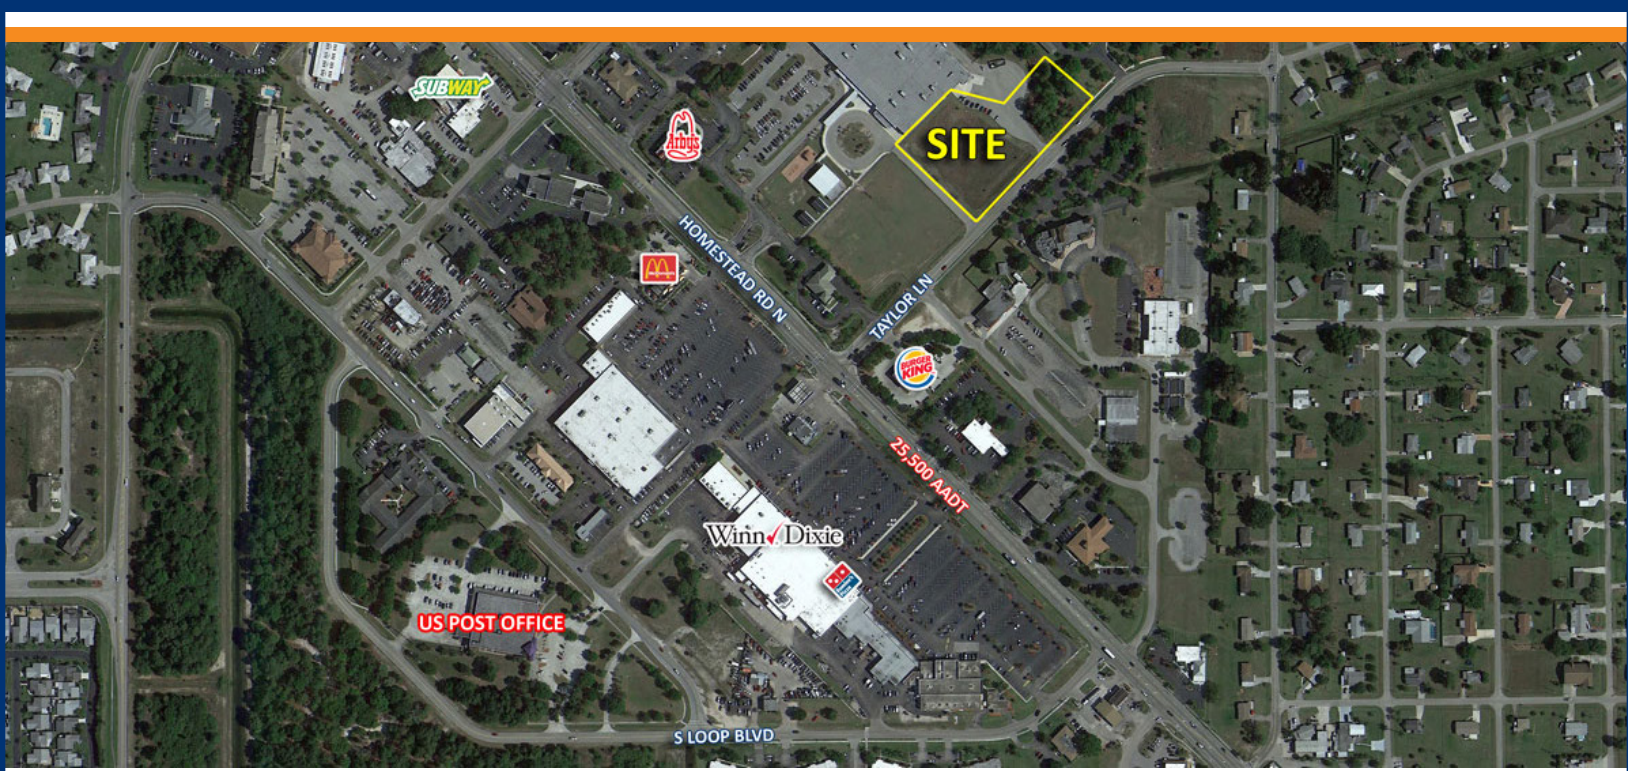 SUBWAY
Arby's
SITE
HOMESTEAD RD N
TAYLOR LN
BURGER
KING
25,500 AADT
Winn Dixie
Domino's
US POST OFFICE
S LOOP BLVD